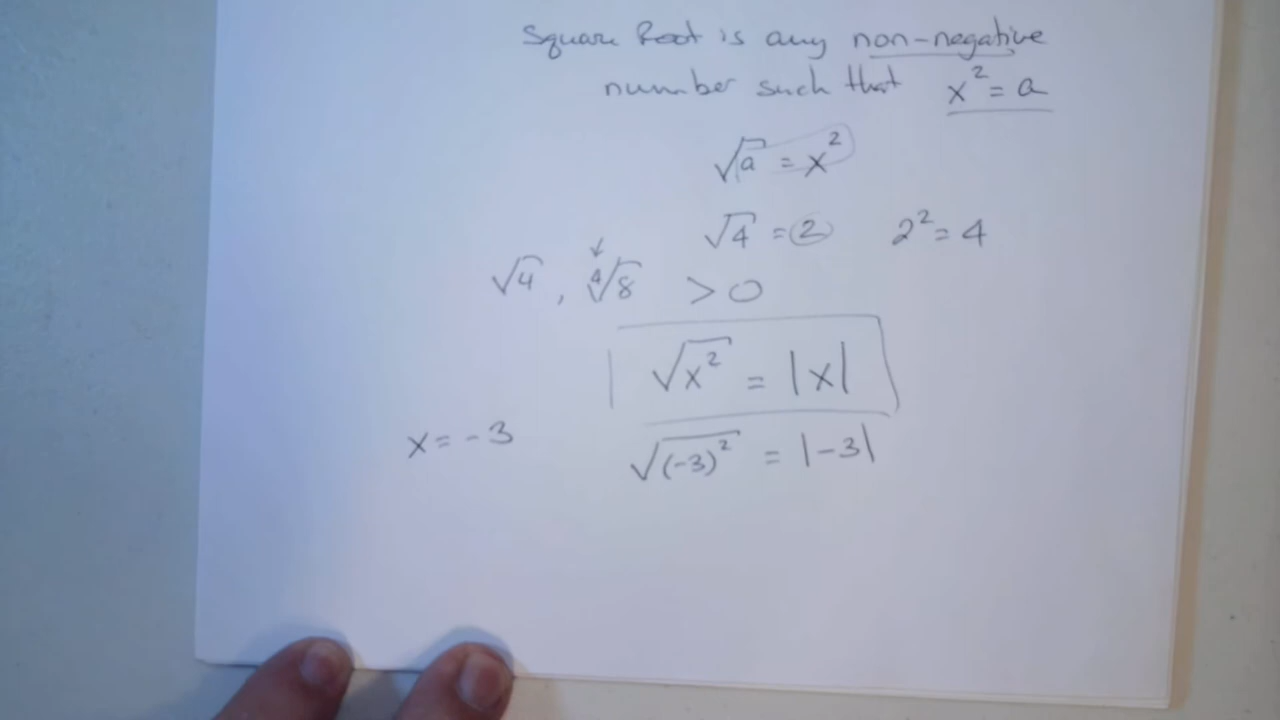 Square Root is any non-negative
number such that x² = a
√a = x²
√4 = 2 2² = 4
√4 , ∜8 > 0
√x² = |x|
x = -3 √(-3)² = |-3|